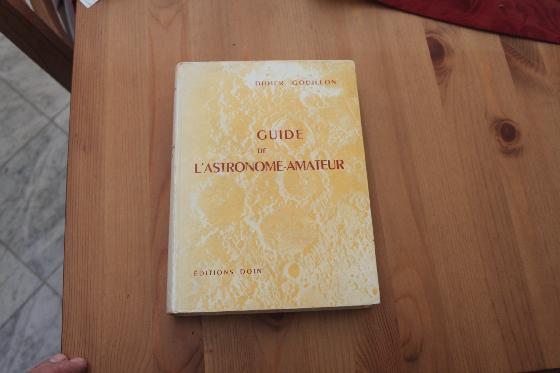 DIDIER GODILLON
GUIDE
DE
L'ASTRONOME-AMATEUR
ÉDITIONS DOIN